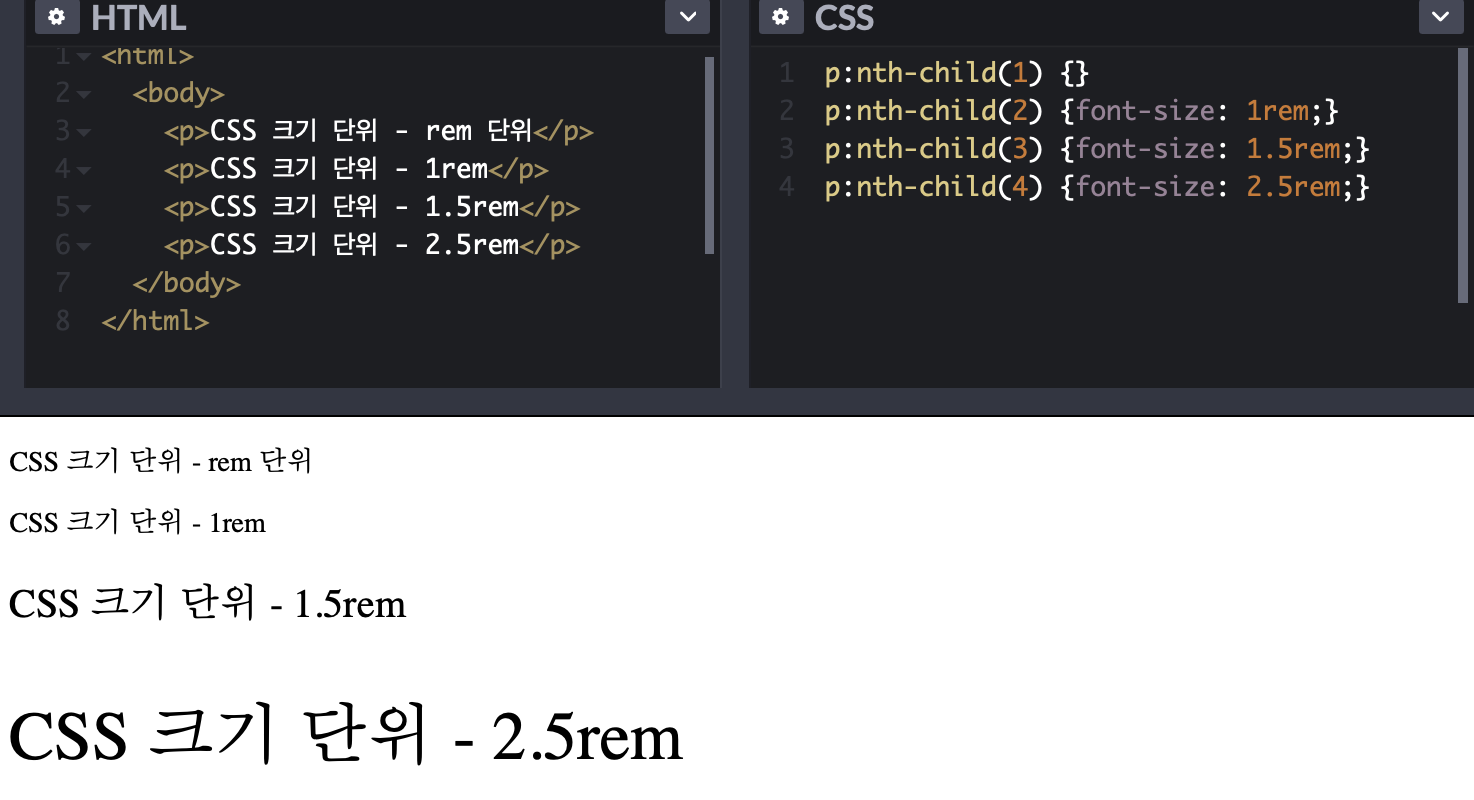 HTML
1 <html>
2 <body>
3 <p>CSS 크기 단위 - rem 단위</p>
4 <p>CSS 크기 단위 - 1rem</p>
5 <p>CSS 크기 단위 - 1.5rem</p>
6 <p>CSS 크기 단위 - 2.5rem</p>
7 </body>
8 </html>
CSS
1 p:nth-child(1) {}
2 p:nth-child(2) {font-size: 1rem;}
3 p:nth-child(3) {font-size: 1.5rem;}
4 p:nth-child(4) {font-size: 2.5rem;}
CSS 크기 단위 - rem 단위
CSS 크기 단위 - 1rem
CSS 크기 단위 - 1.5rem
CSS 크기 단위 - 2.5rem